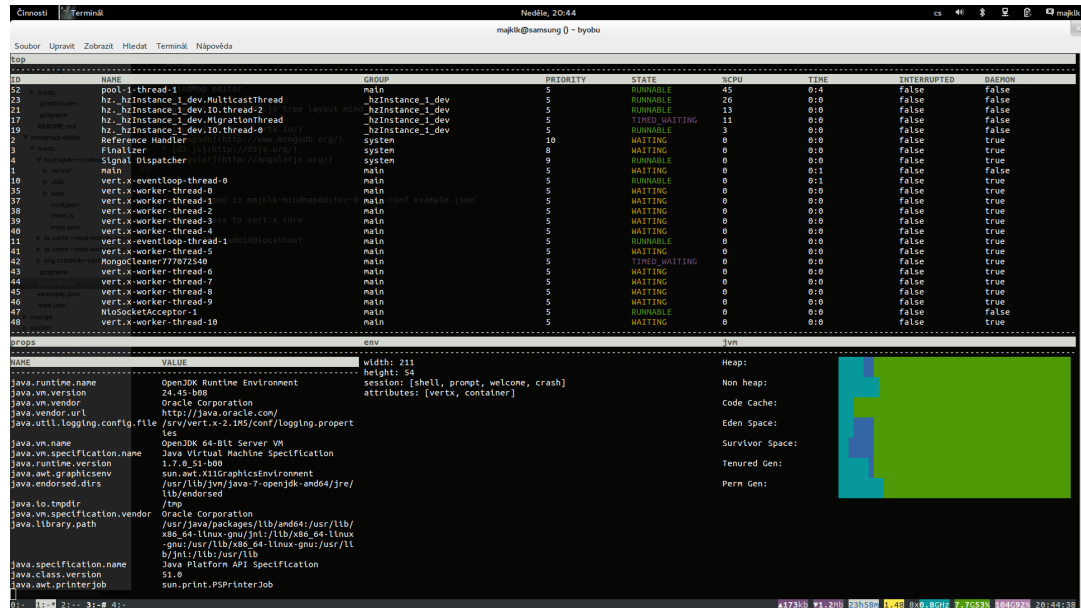 Činnosti Terminál Neděle, 20:44 cs majklk
majklk@samsung () – byobu
Soubor Upravit Zobrazit Hledat Terminál Nápověda
top
ID NAME GROUP PRIORITY STATE %CPU TIME INTERRUPTED DAEMON
52 pool-1-thread-1 main 5 RUNNABLE 45 0:4 false false
23 hz._hzInstance_1_dev.MulticastThread _hzInstance_1_dev 5 RUNNABLE 26 0:0 false false
21 hz._hzInstance_1_dev.IO.thread-2 _hzInstance_1_dev 5 RUNNABLE 13 0:0 false false
17 hz._hzInstance_1_dev.MigrationThread _hzInstance_1_dev 5 TIMED_WAITING 11 0:0 false false
19 hz._hzInstance_1_dev.IO.thread-0 _hzInstance_1_dev 5 RUNNABLE 3 0:0 false false
2 Reference Handler system 10 WAITING 0 0:0 false true
3 Finalizer system 8 WAITING 0 0:0 false true
4 Signal Dispatcher system 9 RUNNABLE 0 0:0 false true
1 main main 5 WAITING 0 0:1 false false
10 vert.x-eventloop-thread-0 main 5 RUNNABLE 0 0:1 false true
35 vert.x-worker-thread-0 main 5 WAITING 0 0:0 false true
37 vert.x-worker-thread-1 main 5 WAITING 0 0:0 false true
38 vert.x-worker-thread-2 main 5 WAITING 0 0:0 false true
39 vert.x-worker-thread-3 main 5 WAITING 0 0:0 false true
40 vert.x-worker-thread-4 main 5 WAITING 0 0:0 false true
11 vert.x-eventloop-thread-1 main 5 RUNNABLE 0 0:0 false true
41 vert.x-worker-thread-5 main 5 WAITING 0 0:0 false true
42 MongoCleaner777072540 main 5 TIMED_WAITING 0 0:0 false true
43 vert.x-worker-thread-6 main 5 WAITING 0 0:0 false true
44 vert.x-worker-thread-7 main 5 WAITING 0 0:0 false true
45 vert.x-worker-thread-8 main 5 WAITING 0 0:0 false true
46 vert.x-worker-thread-9 main 5 WAITING 0 0:0 false true
47 NioSocketAcceptor-1 main 5 RUNNABLE 0 0:0 false false
48 vert.x-worker-thread-10 main 5 WAITING 0 0:0 false true
props env jvm
NAME VALUE width: 211 Heap:
height: 54
java.runtime.name OpenJDK Runtime Environment session: [shell, prompt, welcome, crash] Non heap:
java.vm.version 24.45-b08 attributes: [vertx, container]
java.vm.vendor Oracle Corporation Code Cache:
java.vendor.url http://java.oracle.com/
java.util.logging.config.file /srv/vert.x-2.1M5/conf/logging.propert Eden Space:
ies
java.vm.name OpenJDK 64-Bit Server VM Survivor Space:
java.vm.specification.name Java Virtual Machine Specification
java.runtime.version 1.7.0_51-b00 Tenured Gen:
java.awt.graphicsenv sun.awt.X11GraphicsEnvironment
java.endorsed.dirs /usr/lib/jvm/java-7-openjdk-amd64/jre/ Perm Gen:
lib/endorsed
java.io.tmpdir /tmp
java.vm.specification.vendor Oracle Corporation
java.library.path /usr/java/packages/lib/amd64:/usr/lib/
x86_64-linux-gnu/jni:/lib/x86_64-linux
-gnu:/usr/lib/x86_64-linux-gnu:/usr/li
b/jni:/lib:/usr/lib
java.specification.name Java Platform API Specification
java.class.version 51.0
java.awt.printerjob sun.print.PSPrinterJob
0:- 1:-* 2:-- 3:-# 4:- ▲173kb ▼1.2Mb 23h58m 1.48 8x0.8GHz 7.7G53% 104G92% 20:44:38